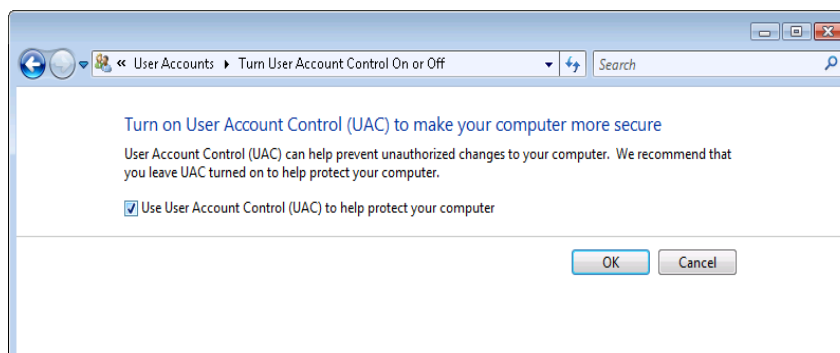 « User Accounts ▸ Turn User Account Control On or Off
Search
Turn on User Account Control (UAC) to make your computer more secure
User Account Control (UAC) can help prevent unauthorized changes to your computer. We recommend that
you leave UAC turned on to help protect your computer.
Use User Account Control (UAC) to help protect your computer
OK
Cancel